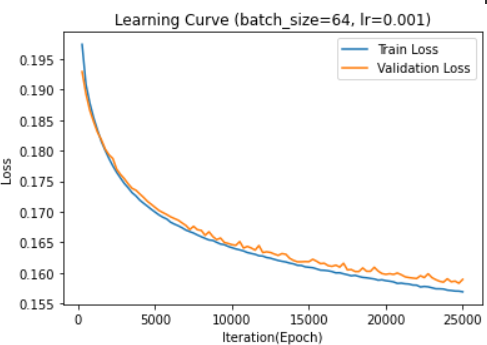 Learning Curve (batch_size=64, lr=0.001)
Train Loss
Validation Loss
0.195
0.190
0.185
0.180
0.175
0.170
0.165
0.160
0.155
Loss
0 5000 10000 15000 20000 25000
Iteration(Epoch)